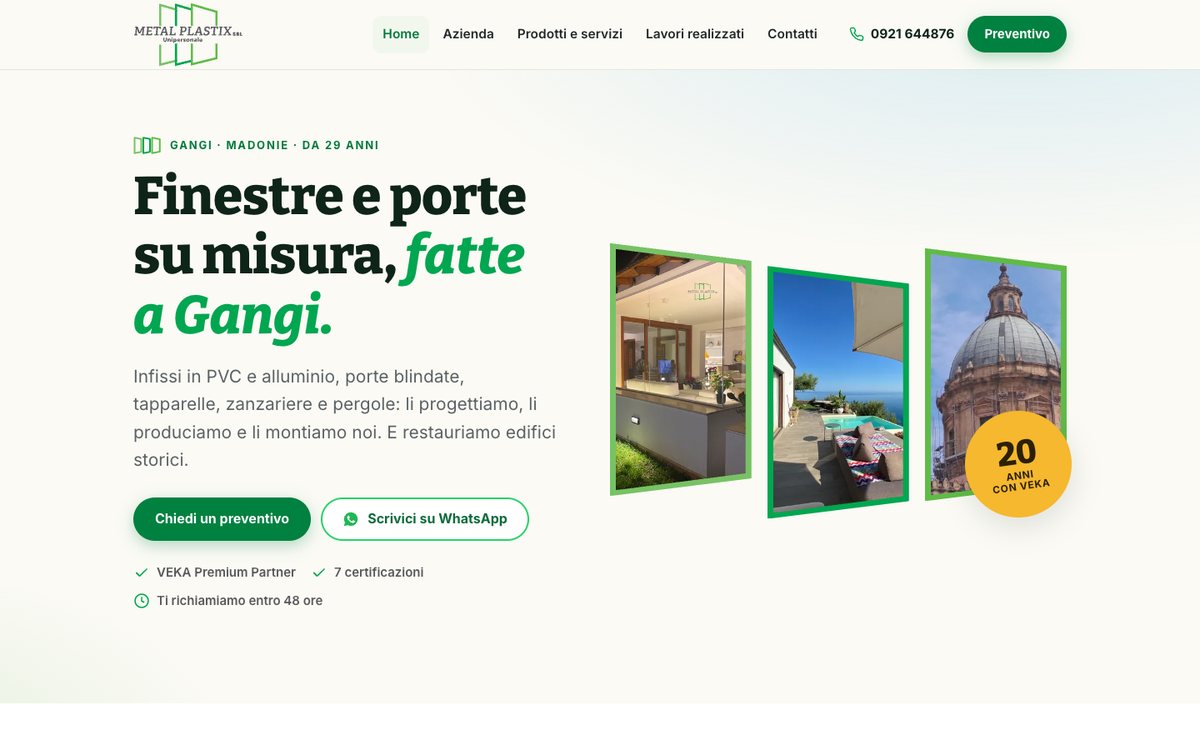 METAL PLASTIX SRL
Unipersonale
Home
Azienda
Prodotti e servizi
Lavori realizzati
Contatti
0921 644876
Preventivo
GANGI · MADONIE · DA 29 ANNI
Finestre e porte
su misura, fatte
a Gangi.
Infissi in PVC e alluminio, porte blindate,
tapparelle, zanzariere e pergole: li progettiamo, li
produciamo e li montiamo noi. E restauriamo edifici
storici.
Chiedi un preventivo
Scrivici su WhatsApp
VEKA Premium Partner
7 certificazioni
Ti richiamiamo entro 48 ore
METAL PLASTIX
20
ANNI
CON VEKA